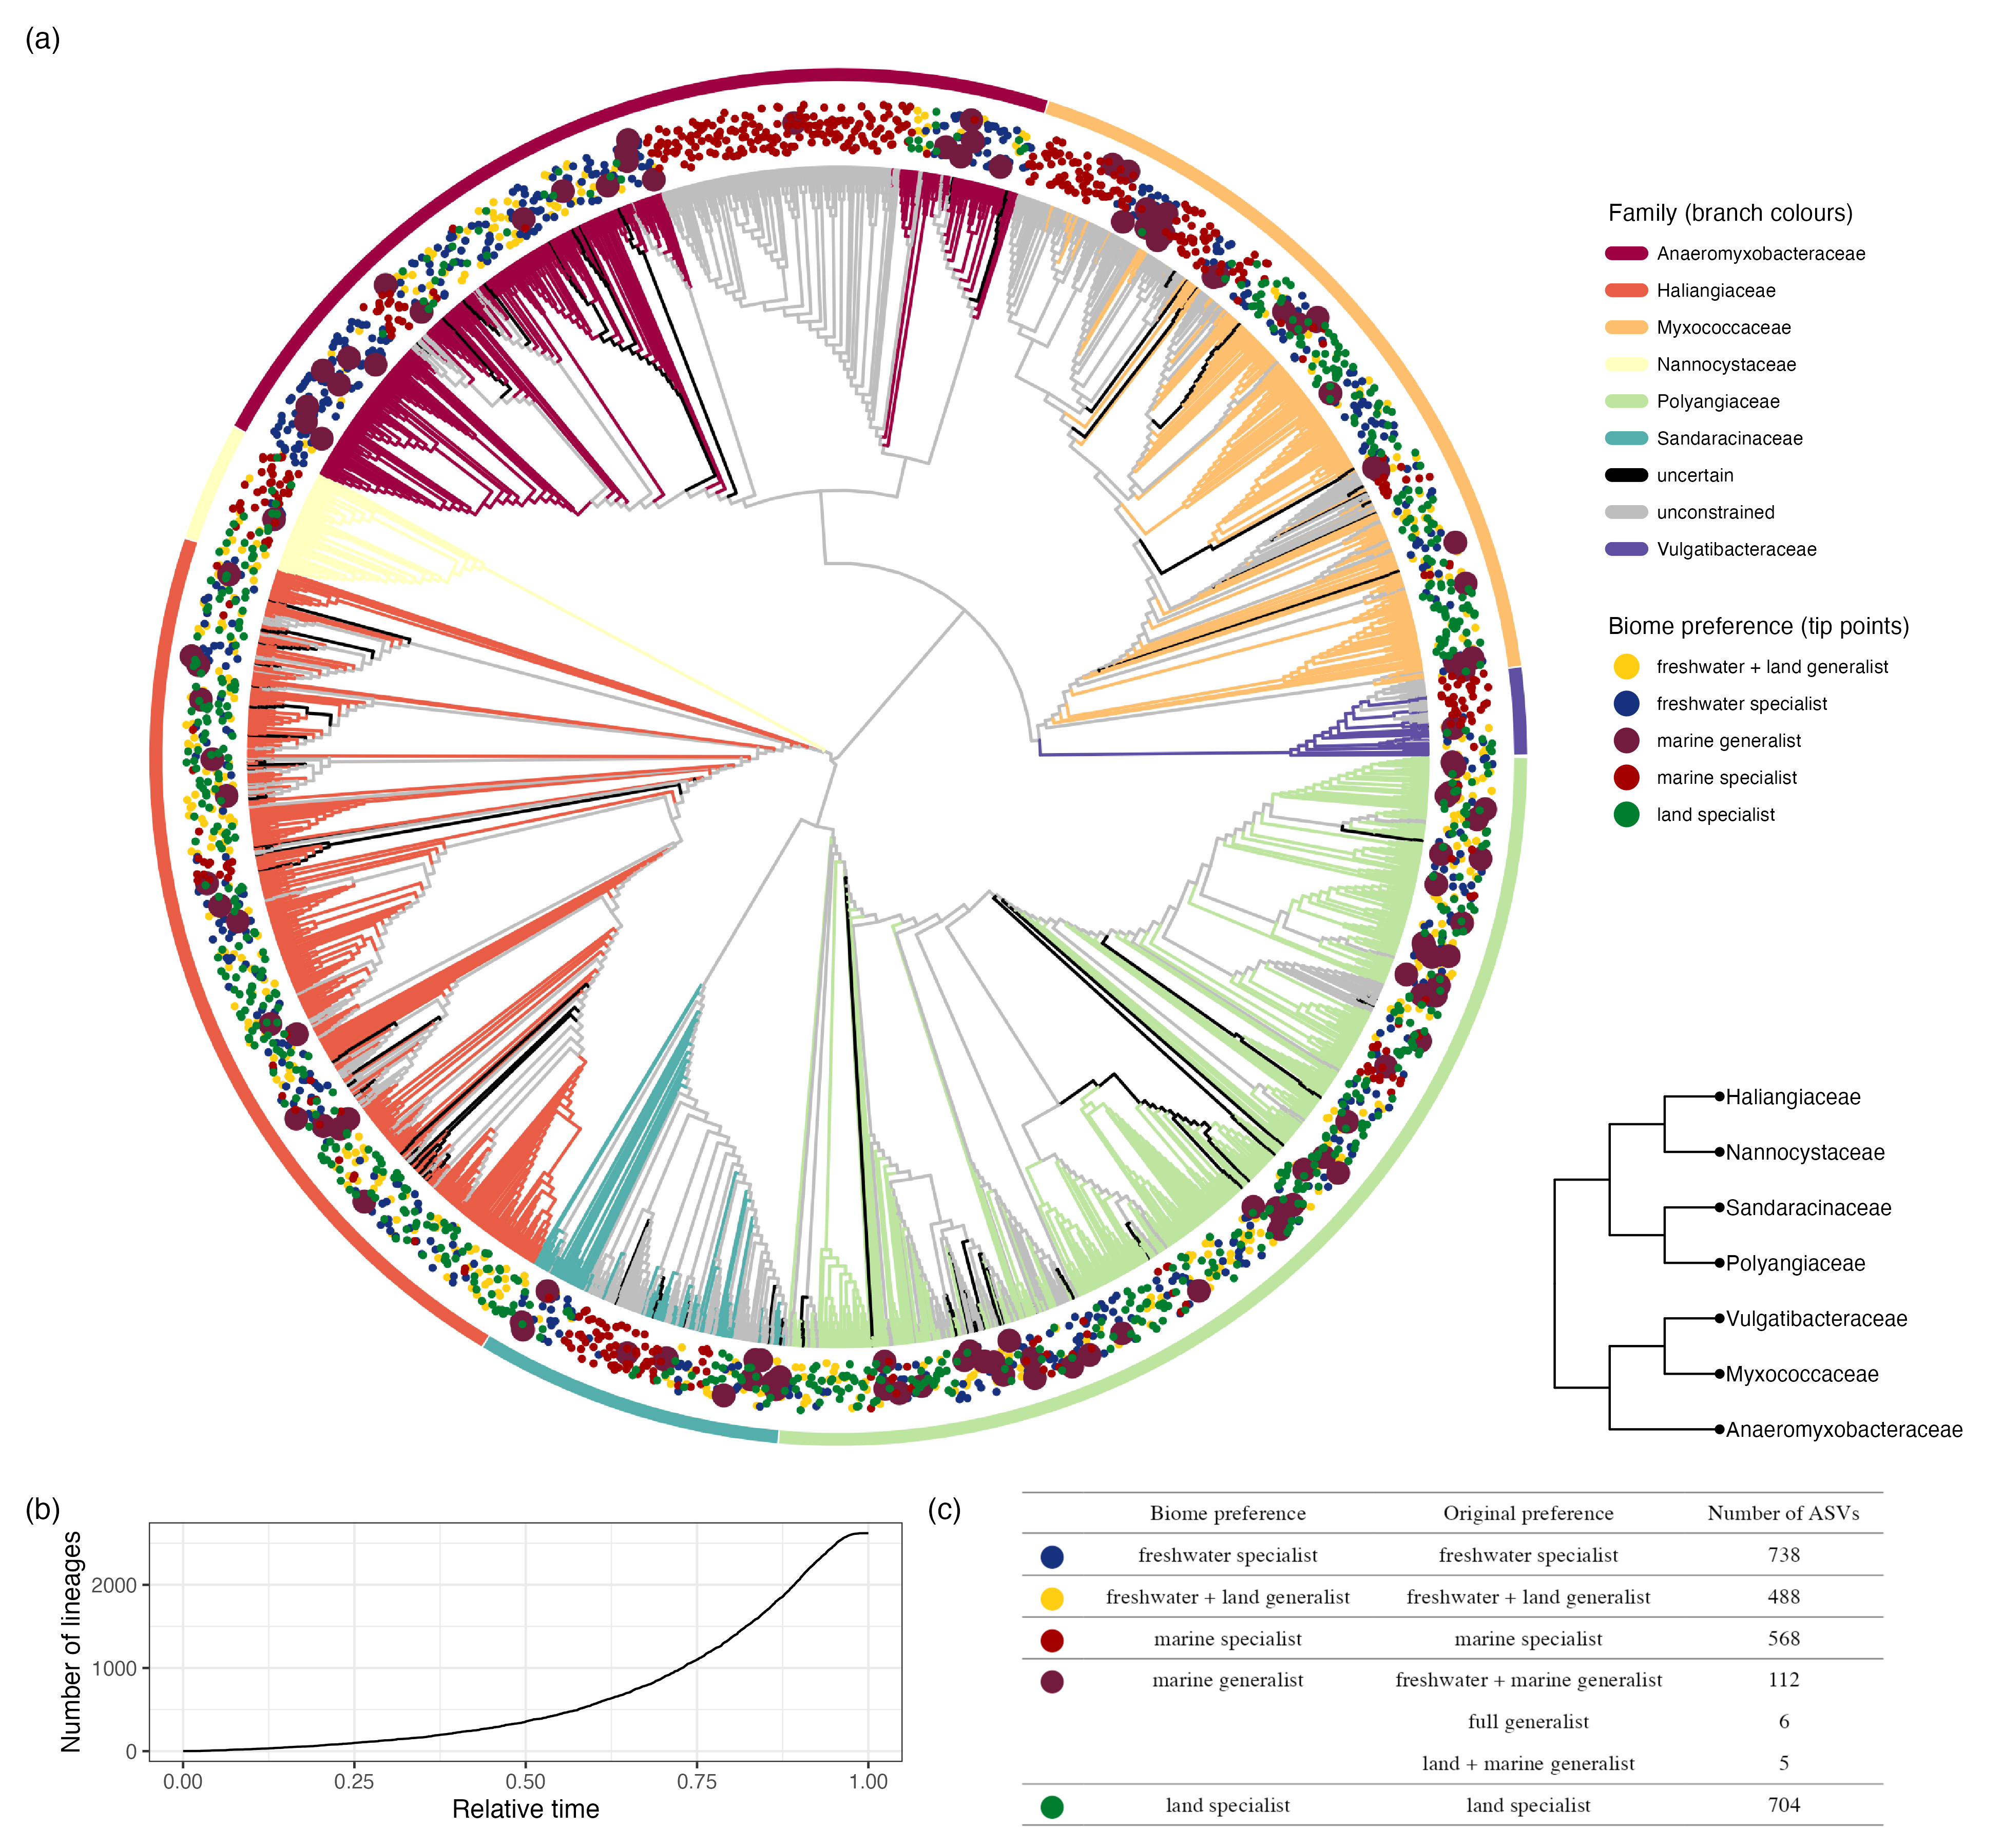 (a)
Family (branch colours)
Anaeromyxobacteraceae
Haliangiaceae
Myxococcaceae
Nannocystaceae
Polyangiaceae
Sandaracinaceae
uncertain
unconstrained
Vulgatibacteraceae
Biome preference (tip points)
freshwater + land generalist
freshwater specialist
marine generalist
marine specialist
land specialist
Haliangiaceae
Nannocystaceae
Sandaracinaceae
Polyangiaceae
Vulgatibacteraceae
Myxococcaceae
Anaeromyxobacteraceae
(b)
Number of lineages
2000
1000
0
0.00 0.25 0.50 0.75 1.00
Relative time
(c)
Biome preference Original preference Number of ASVs
freshwater specialist freshwater specialist 738
freshwater + land generalist freshwater + land generalist 488
marine specialist marine specialist 568
marine generalist freshwater + marine generalist 112
full generalist 6
land + marine generalist 5
land specialist land specialist 704